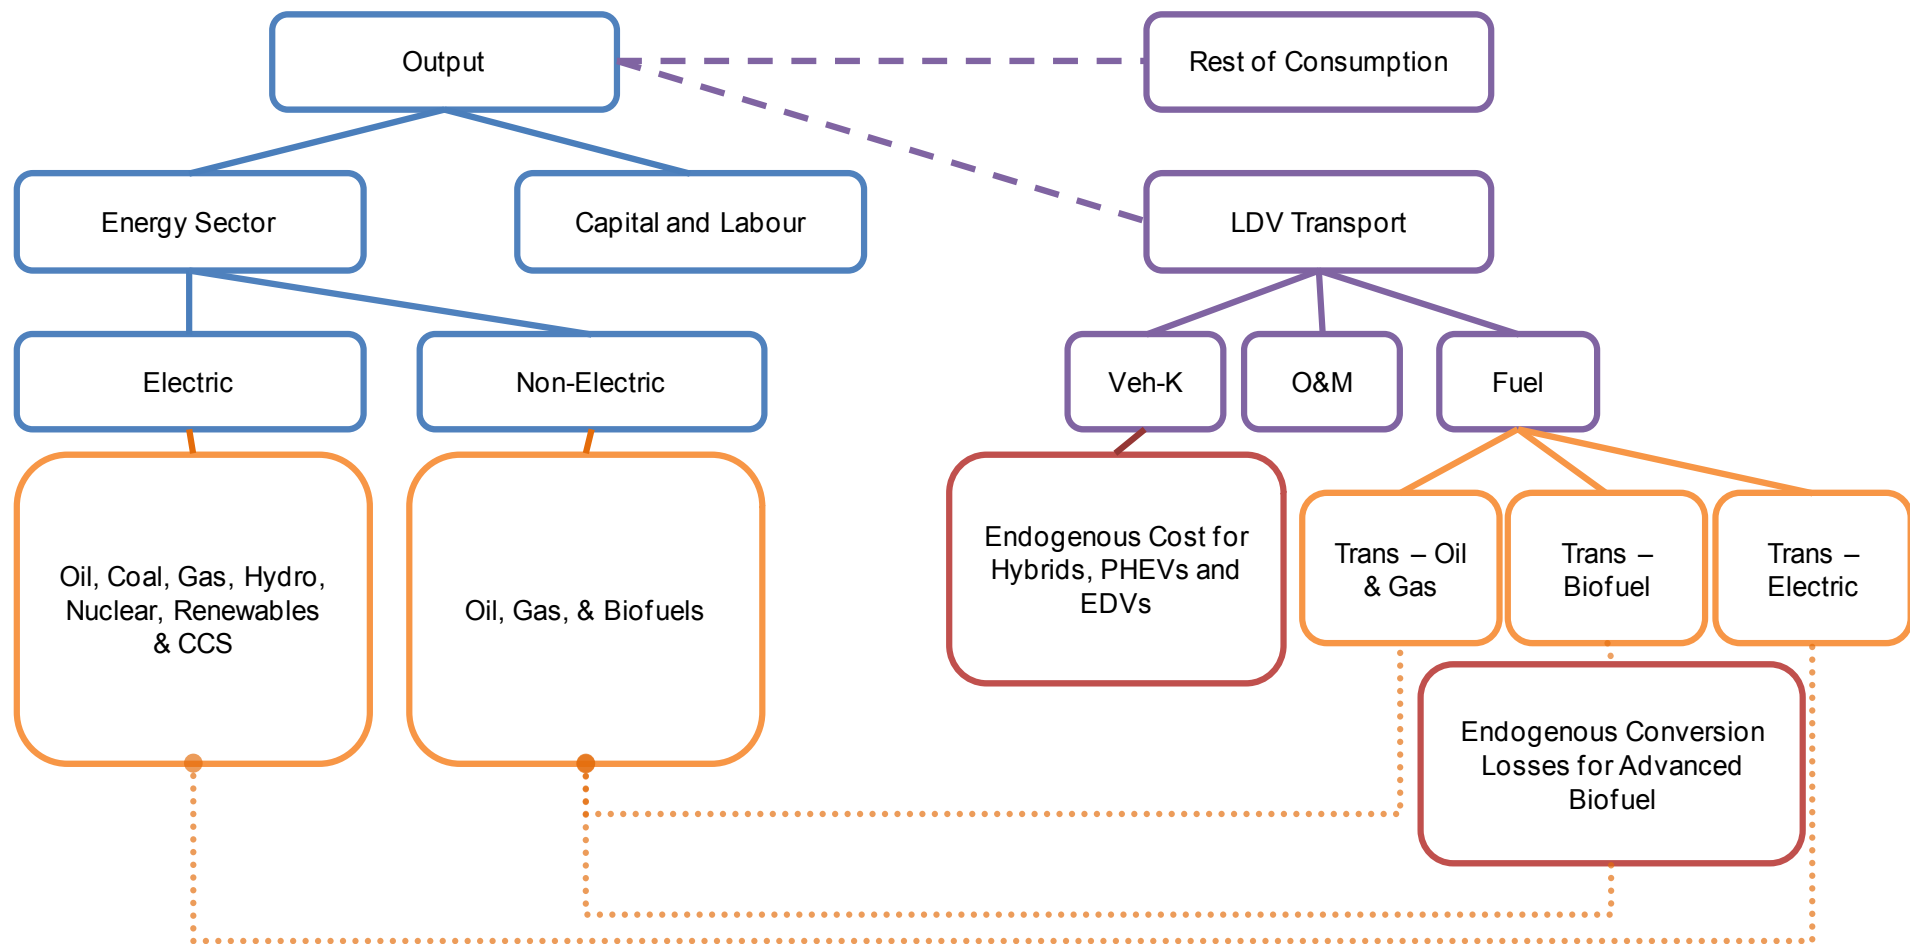 Output
Rest of Consumption
Energy Sector
Capital and Labour
LDV Transport
Electric
Non-Electric
Veh-K
O&M
Fuel
Oil, Coal, Gas, Hydro,
Nuclear, Renewables
& CCS
Oil, Gas, & Biofuels
Endogenous Cost for
Hybrids, PHEVs and
EDVs
Trans – Oil
& Gas
Trans –
Biofuel
Trans –
Electric
Endogenous Conversion
Losses for Advanced
Biofuel